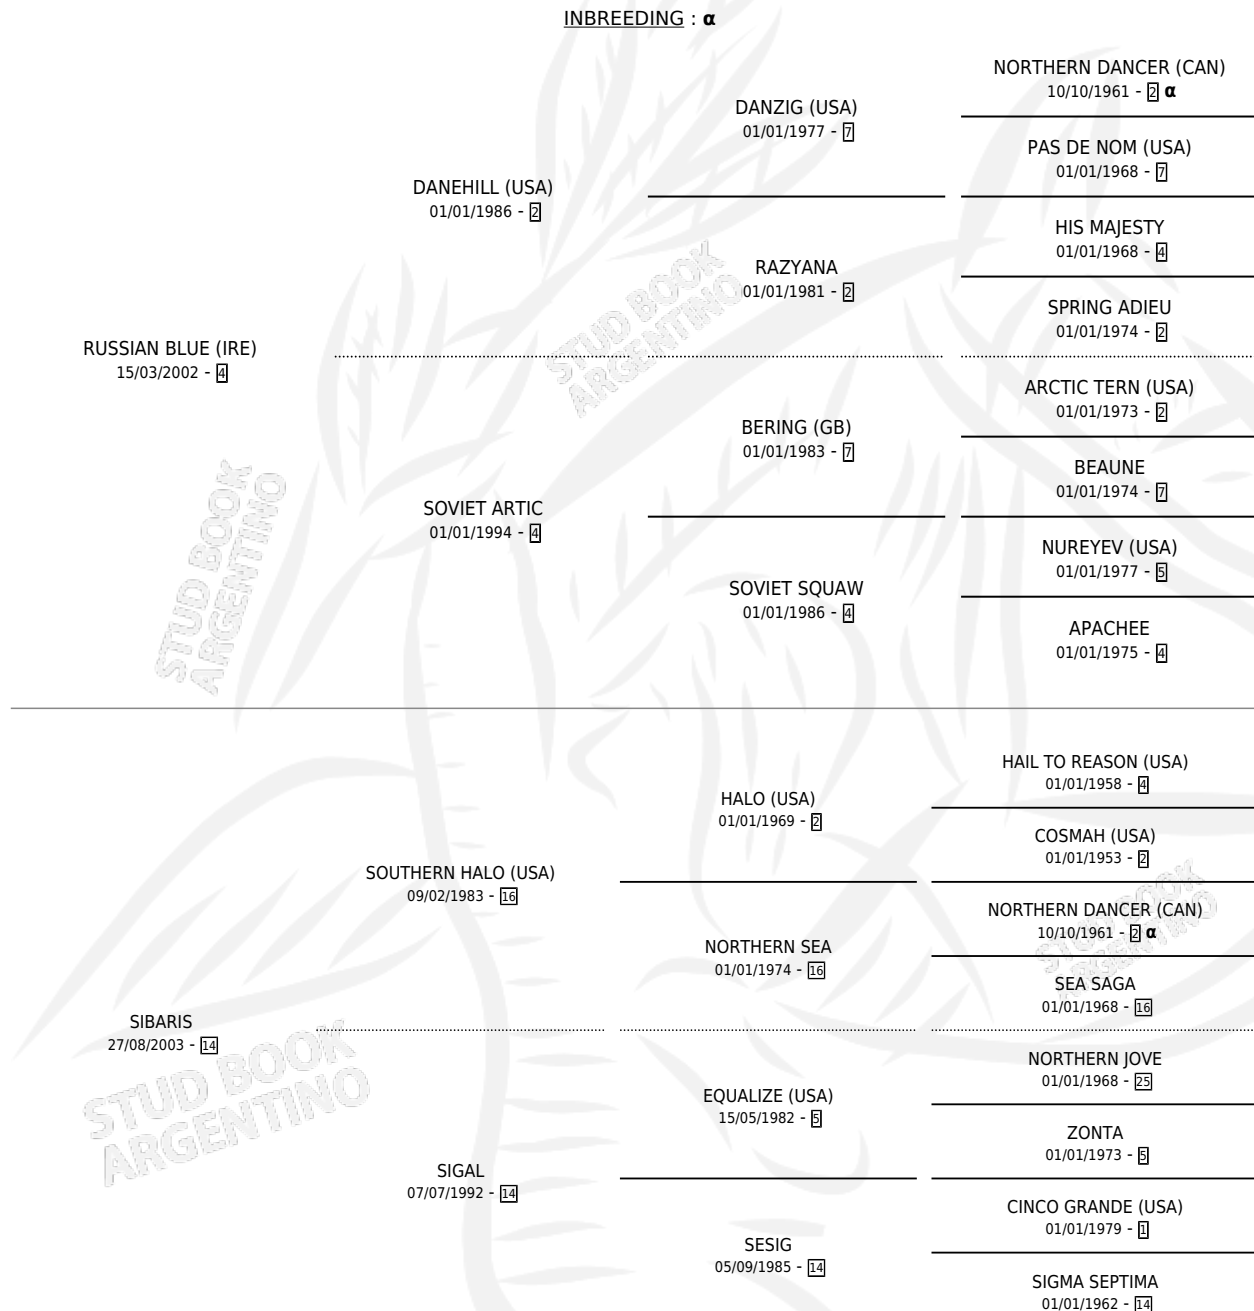 INBREEDING : α
NORTHERN DANCER (CAN)
10/10/1961 - 2 α
DANZIG (USA)
01/01/1977 - 7
PAS DE NOM (USA)
01/01/1968 - 7
DANEHILL (USA)
01/01/1986 - 2
HIS MAJESTY
01/01/1968 - 4
RAZYANA
01/01/1981 - 2
SPRING ADIEU
01/01/1974 - 2
RUSSIAN BLUE (IRE)
15/03/2002 - 4
ARCTIC TERN (USA)
01/01/1973 - 2
BERING (GB)
01/01/1983 - 7
BEAUNE
01/01/1974 - 7
SOVIET ARTIC
01/01/1994 - 4
NUREYEV (USA)
01/01/1977 - 5
SOVIET SQUAW
01/01/1986 - 4
APACHEE
01/01/1975 - 4
HAIL TO REASON (USA)
01/01/1958 - 4
HALO (USA)
01/01/1969 - 2
COSMAH (USA)
01/01/1953 - 2
SOUTHERN HALO (USA)
09/02/1983 - 16
NORTHERN DANCER (CAN)
10/10/1961 - 2 α
NORTHERN SEA
01/01/1974 - 16
SEA SAGA
01/01/1968 - 16
SIBARIS
27/08/2003 - 14
NORTHERN JOVE
01/01/1968 - 25
EQUALIZE (USA)
15/05/1982 - 5
ZONTA
01/01/1973 - 5
SIGAL
07/07/1992 - 14
CINCO GRANDE (USA)
01/01/1979 - 1
SESIG
05/09/1985 - 14
SIGMA SEPTIMA
01/01/1962 - 14
STUD BOOK
ARGENTINO
STUD BOOK
ARGENTINO
STUD BOOK
ARGENTINO
STUD BOOK
ARGENTINO